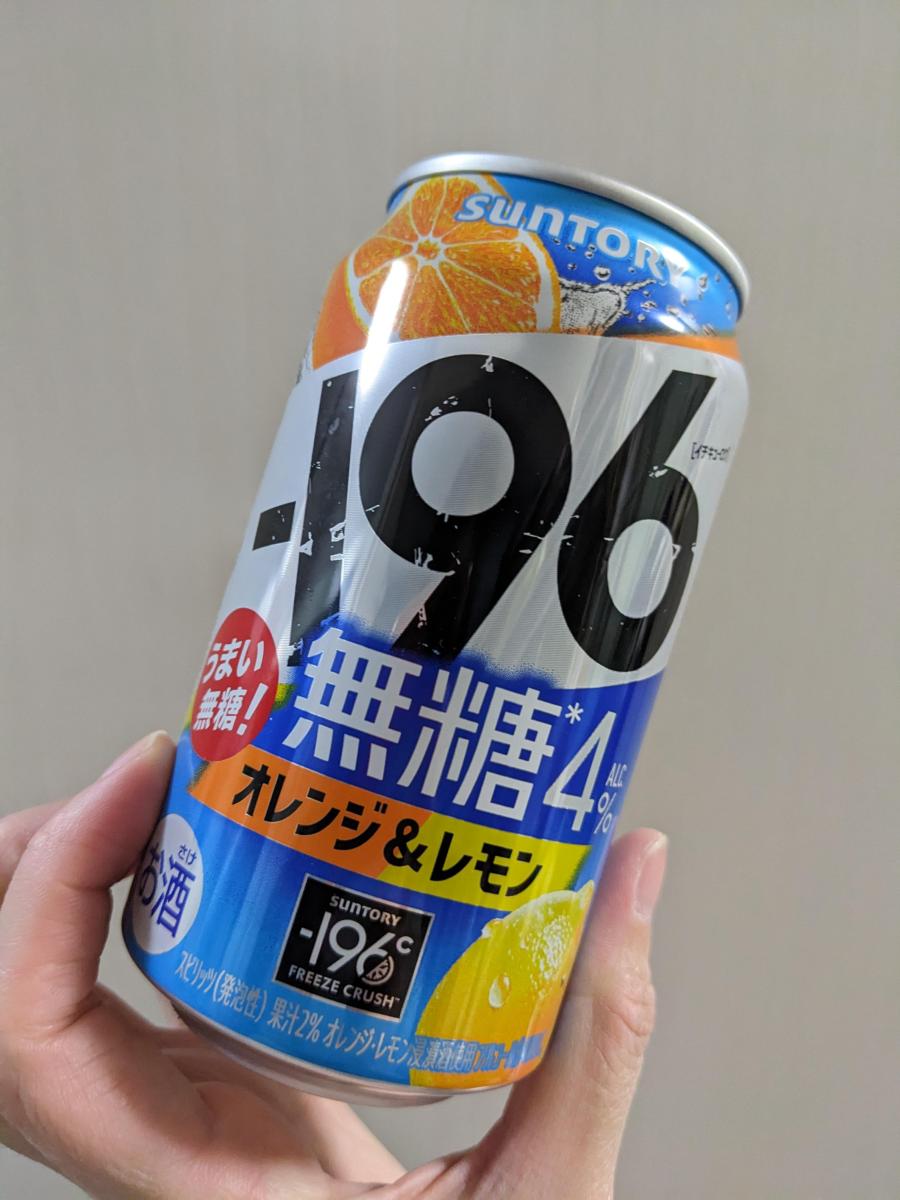 SUNTORY
-196
[イチキューロク]
うまい
無糖!
無糖*4%
ALC.
オレンジ&レモン
さけ
お酒
SUNTORY
-196℃
FREEZE CRUSH™
スピリッツ(発泡性) 果汁2% オレンジ・レモン浸漬酒使用